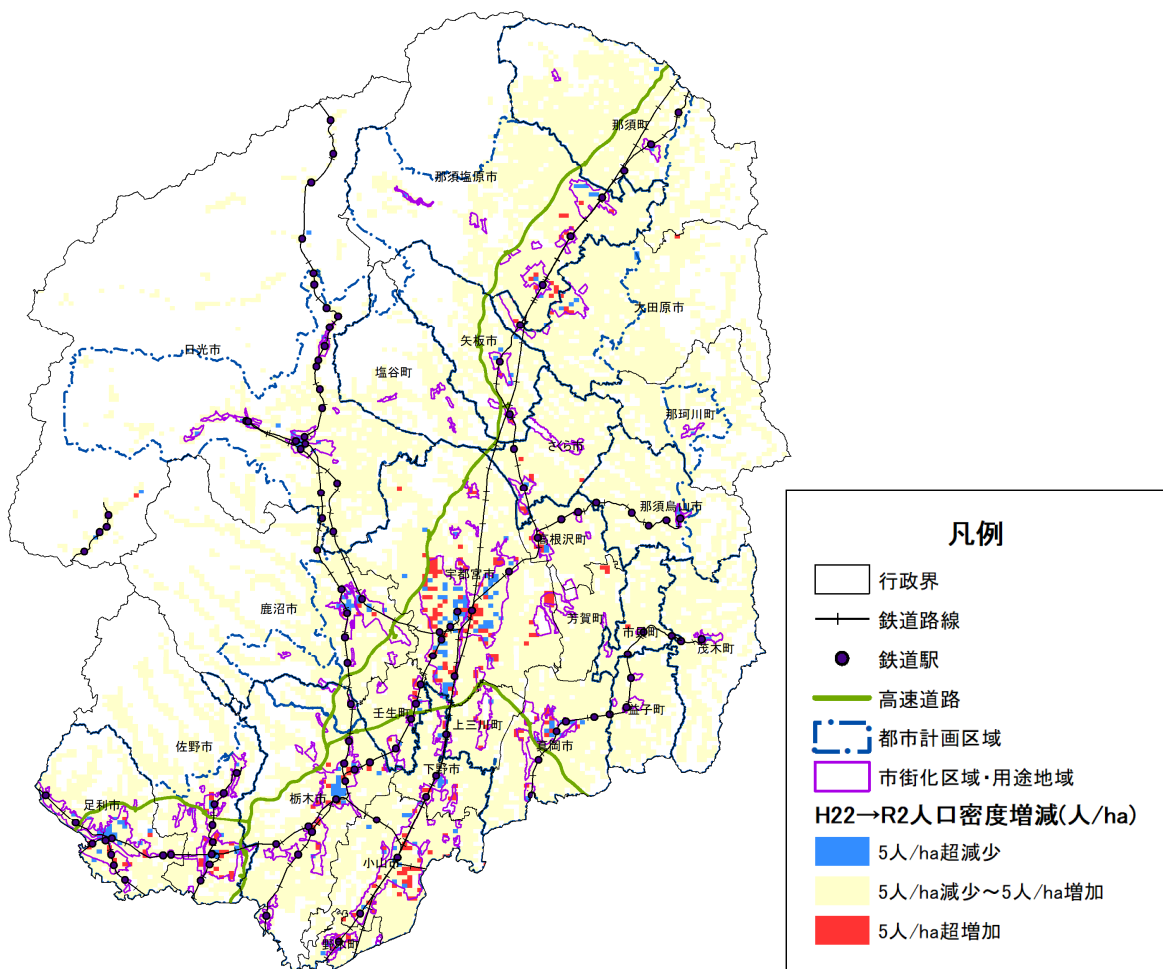 那須町
那須塩原市
大田原市
矢板市
日光市
塩谷町
那珂川町
さくら市
那須烏山市
高根沢町
宇都宮市
鹿沼市
芳賀町
市貝町
茂木町
壬生町
益子町
上三川町
佐野市
真岡市
下野市
栃木市
足利市
小山市
野木町
凡例
行政界
鉄道路線
鉄道駅
高速道路
都市計画区域
市街化区域・用途地域
H22→R2人口密度増減(人/ha)
5人/ha超減少
5人/ha減少～5人/ha増加
5人/ha超増加